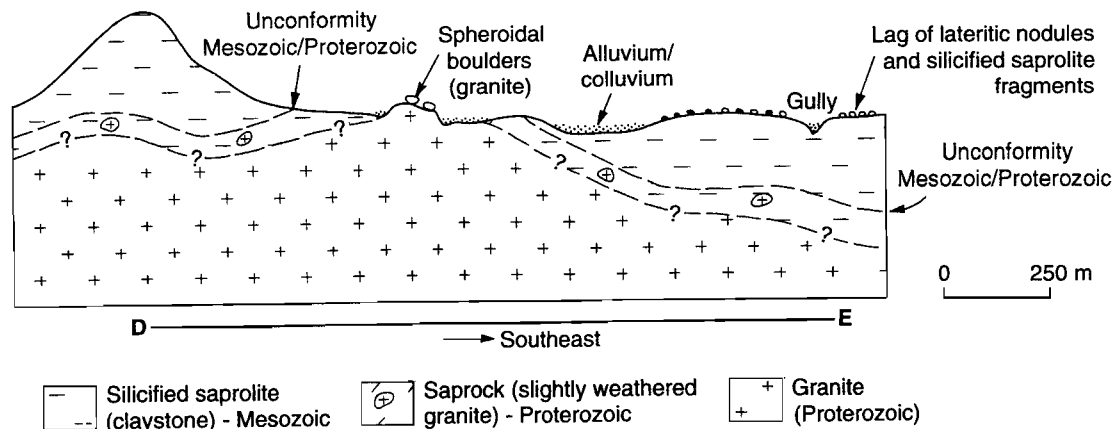 Unconformity
Mesozoic/Proterozoic
Spheroidal
boulders
(granite)
Alluvium/
colluvium
Lag of lateritic nodules
and silicified saprolite
fragments
Gully
?
?
?
?
?
?
Unconformity
Mesozoic/Proterozoic
0 250 m
D E
Southeast
Silicified saprolite
(claystone) - Mesozoic
Saprock (slightly weathered
granite) - Proterozoic
Granite
(Proterozoic)